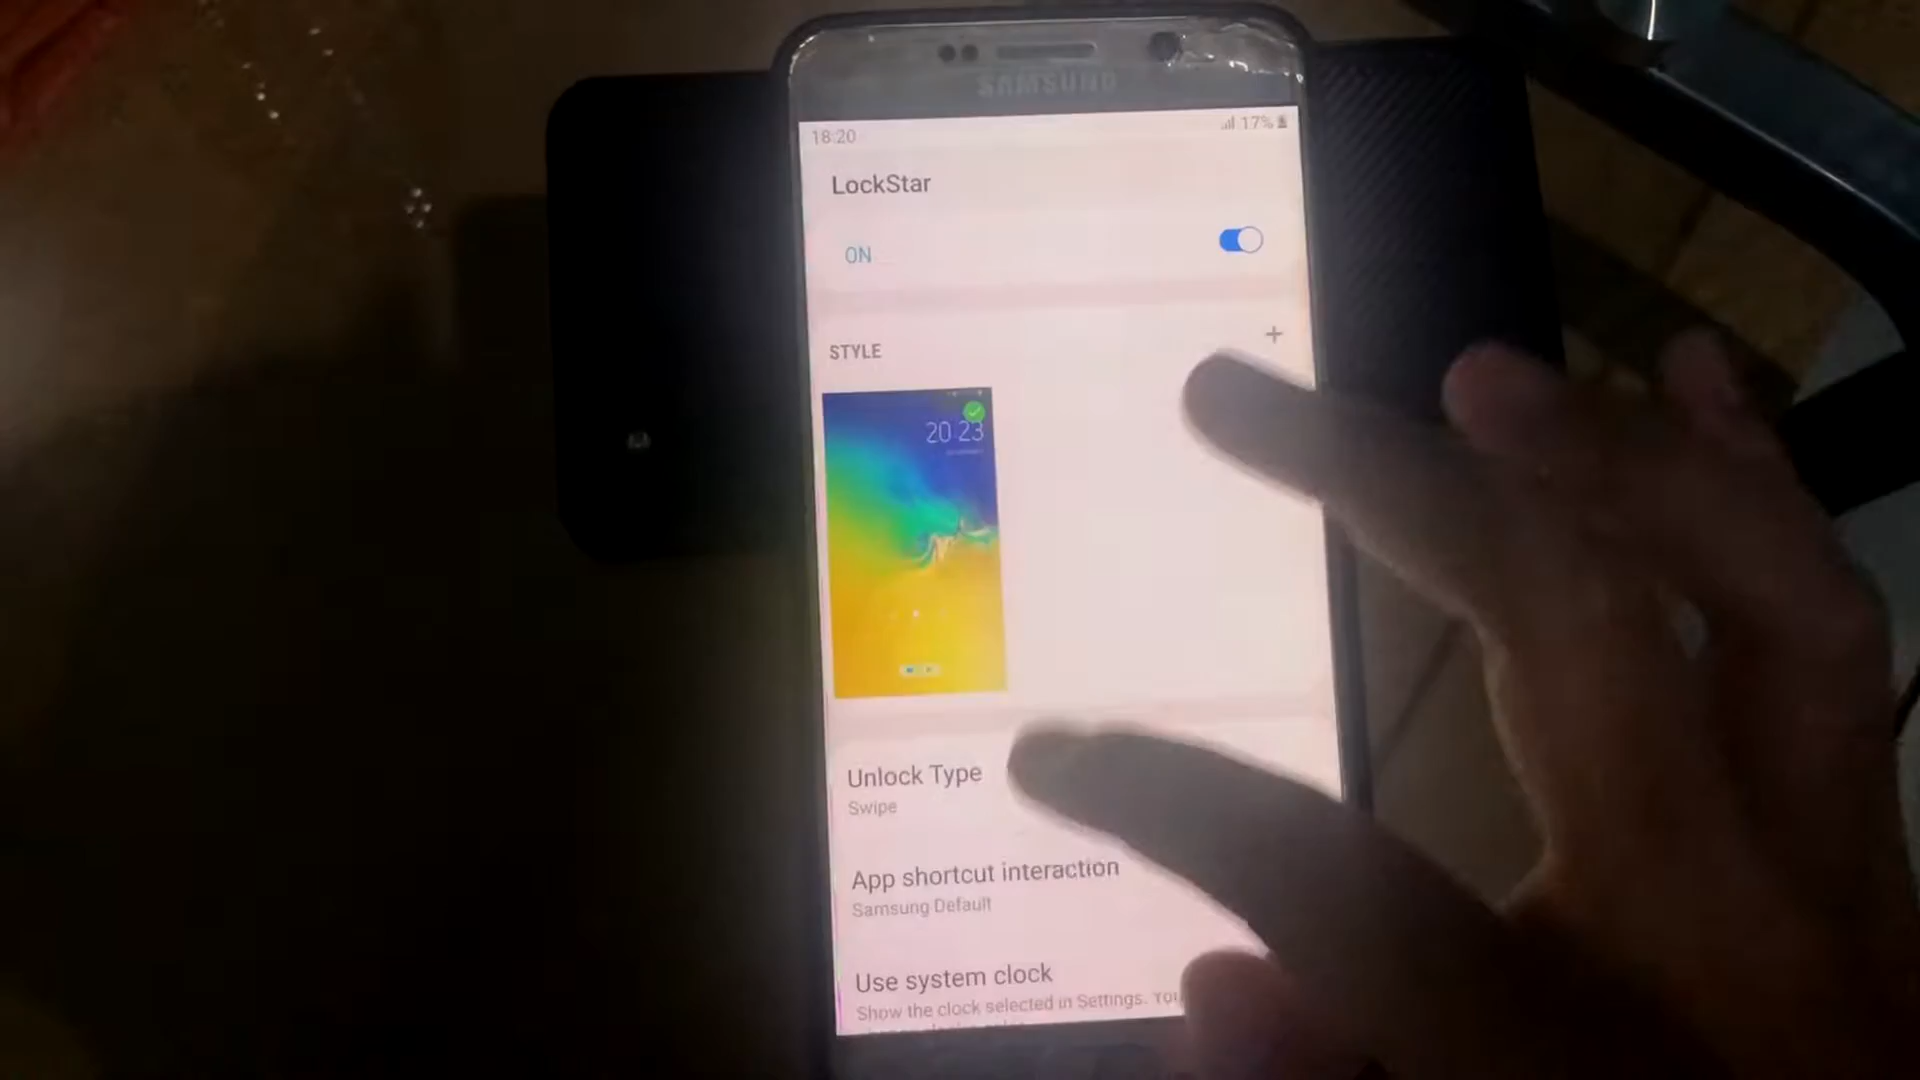 SAMSUNG
18:20
17%
LockStar
ON
STYLE
20 23
Unlock Type
Swipe
App shortcut interaction
Samsung Default
Use system clock
Show the clock selected in Settings. You